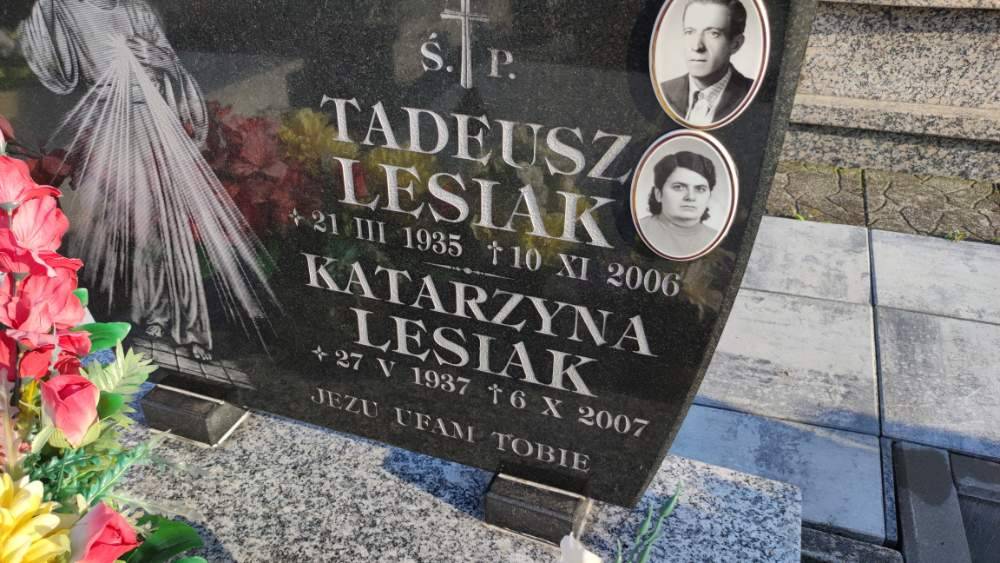 Ś. P.
TADEUSZ
LESIAK
21 III 1935 † 10 XI 2006
KATARZYNA
LESIAK
27 V 1937 † 6 X 2007
JEZU UFAM TOBIE